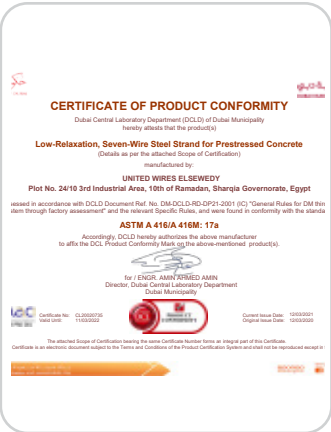 CERTIFICATE OF PRODUCT CONFORMITY
Dubai Central Laboratory Department (DCLD) of Dubai Municipality
hereby attests that the product(s)
Low-Relaxation, Seven-Wire Steel Strand for Prestressed Concrete
(Details as per the attached Scope of Certification)
manufactured by:
UNITED WIRES ELSEWEDY
Plot No. 24/10 3rd Industrial Area, 10th of Ramadan, Sharqia Governorate, Egypt
essed in accordance with DCLD Document Ref. No. DM-DCLD-RD-DP21-2001 (IC) "General Rules for DM thin
stem through factory assessment" and the relevant Specific Rules, and were found in conformity with the standa
ASTM A 416/A 416M: 17a
Accordingly, DCLD hereby authorizes the above manufacturer
to affix the DCL Product Conformity Mark on the above-mentioned product(s).
for / ENGR. AMIN AHMED AMIN
Director, Dubai Central Laboratory Department
Dubai Municipality
Certificate No: CL20020735
Valid Until: 11/03/2022
Current Issue Date: 12/03/2021
Original Issue Date: 12/03/2020
The attached Scope of Certification bearing the same Certificate Number forms an integral part of this Certificate.
Certificate is an electronic document subject to the Terms and Conditions of the Product Certification System and shall not be reproduced except in